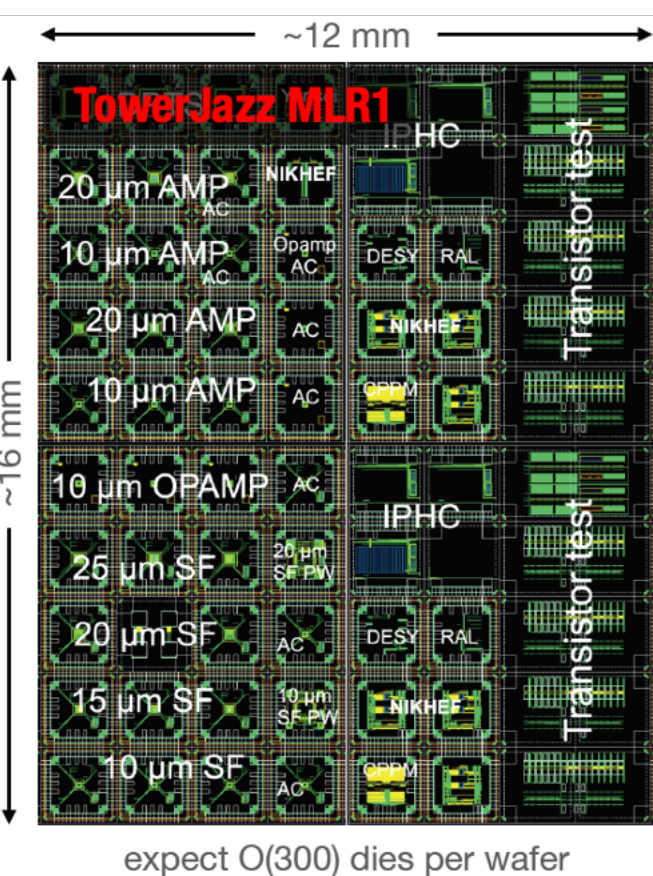 ~12 mm
TowerJazz MLR1
IPHC
20 µm AMP
AC
NIKHEF
10 µm AMP
AC
Opamp
AC
DESY
RAL
20 µm AMP
AC
NIKHEF
10 µm AMP
AC
CPPM
Transistor test
~16 mm
10 µm OPAMP
AC
IPHC
25 µm SF
20 µm
SF PW
20 µm SF
AC
DESY
RAL
15 µm SF
10 µm
SF PW
NIKHEF
10 µm SF
AC
CPPM
Transistor test
expect O(300) dies per wafer